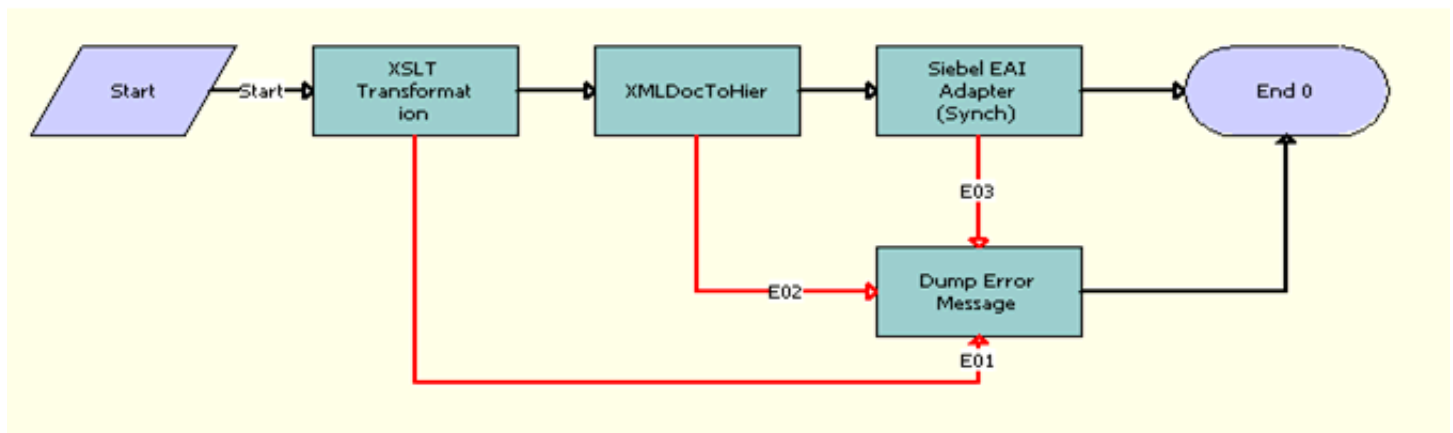 Start
Start
XSLT
Transformat
ion
XMLDocToHier
Siebel EAI
Adapter
(Synch)
End 0
E03
E02
Dump Error
Message
E01